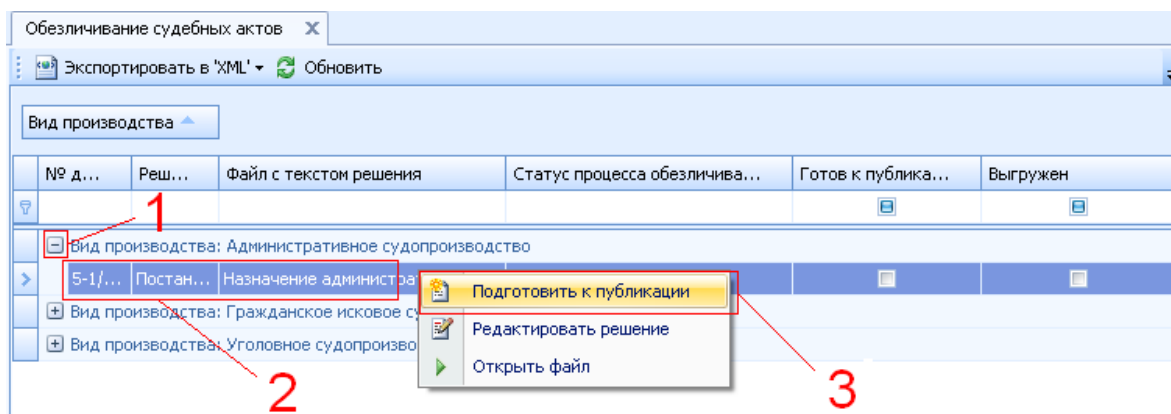 Обезличивание судебных актов X
Экспортировать в 'XML' Обновить
Вид производства
№ д... Реш... Файл с текстом решения Статус процесса обезличива... Готов к публика... Выгружен
1
Вид производства: Административное судопроизводство
5-1/... Постан... Назначение администрат
Подготовить к публикации
Вид производства: Гражданское исковое су
Редактировать решение
Вид производства: Уголовное судопроизво
Открыть файл
2 3